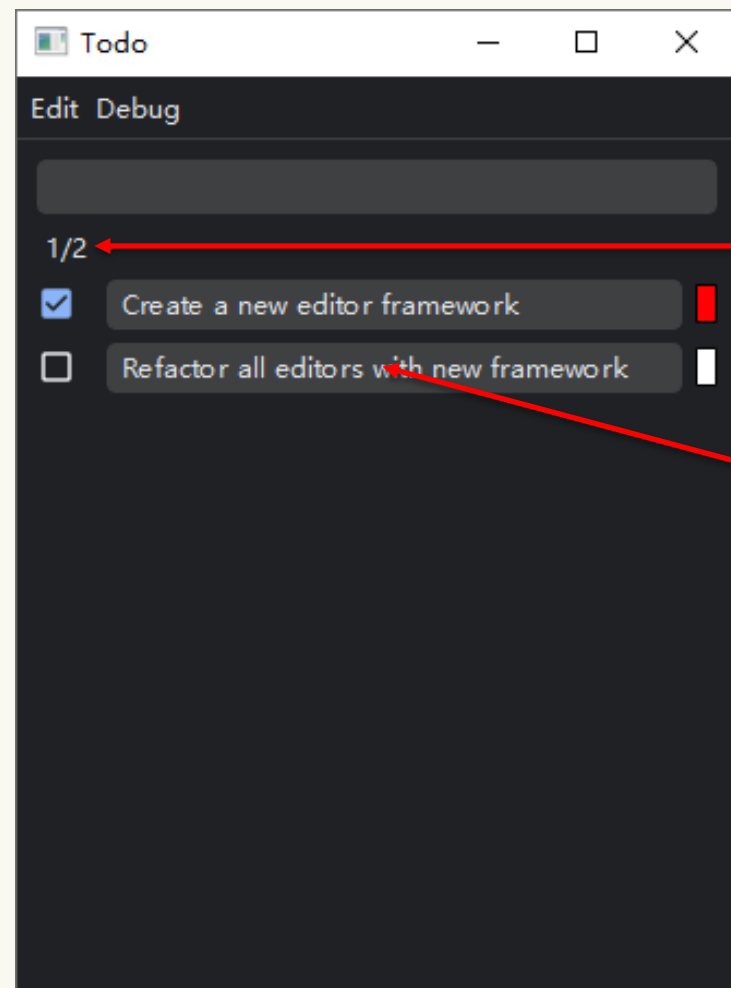 Todo
Edit Debug
1/2
Create a new editor framework
Refactor all editors with new framework